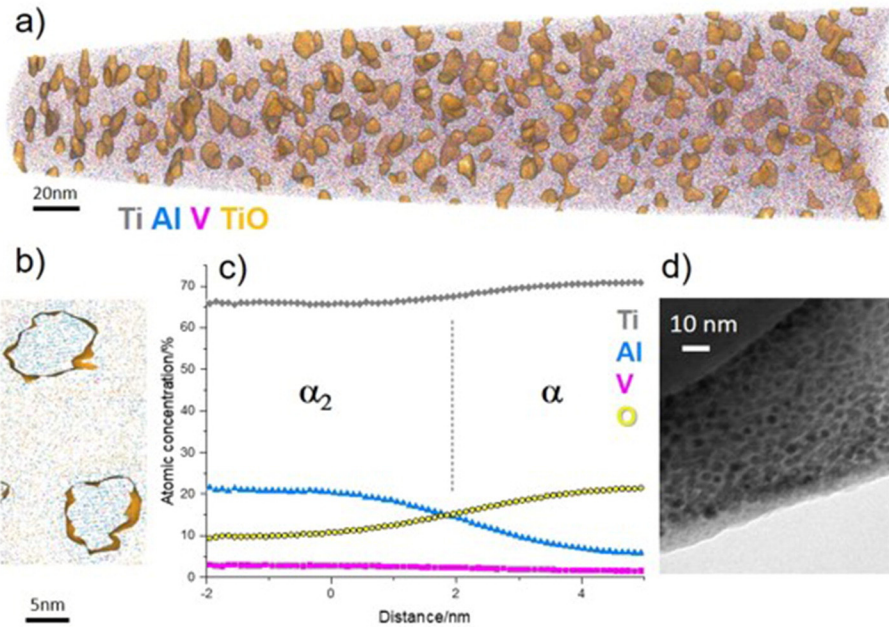 a)
20nm
Ti Al V TiO
b)
5nm
c)
70
60
50
40
30
20
10
0
-2
0
2
4
Atomic concentration/%
Distance/nm
α2
α
Ti
Al
V
O
d)
10 nm